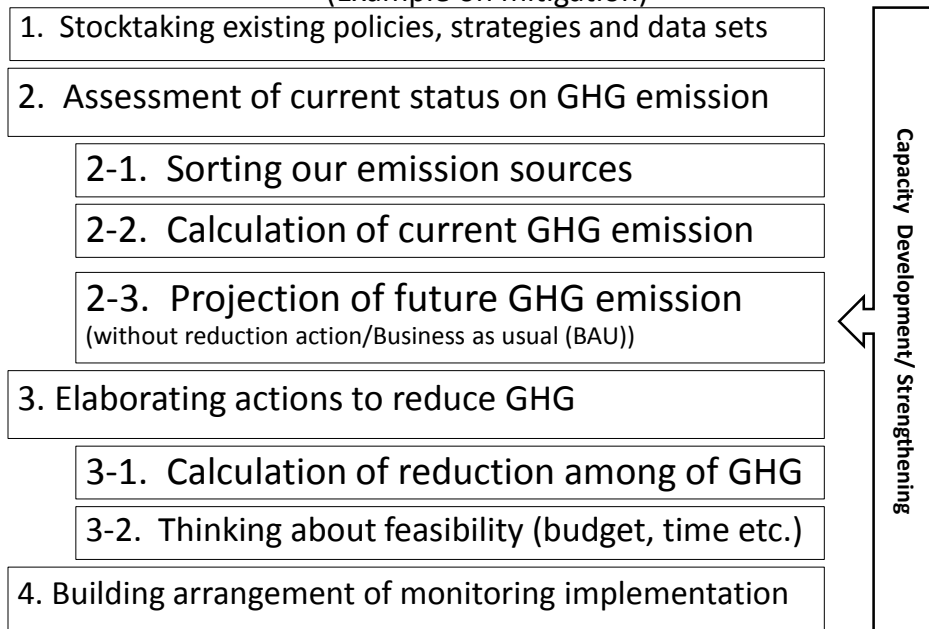 (Example on mitigation)
1. Stocktaking existing policies, strategies and data sets
2. Assessment of current status on GHG emission
2-1. Sorting our emission sources
2-2. Calculation of current GHG emission
2-3. Projection of future GHG emission
(without reduction action/Business as usual (BAU))
3. Elaborating actions to reduce GHG
3-1. Calculation of reduction among of GHG
3-2. Thinking about feasibility (budget, time etc.)
4. Building arrangement of monitoring implementation
Capacity Development/ Strengthening